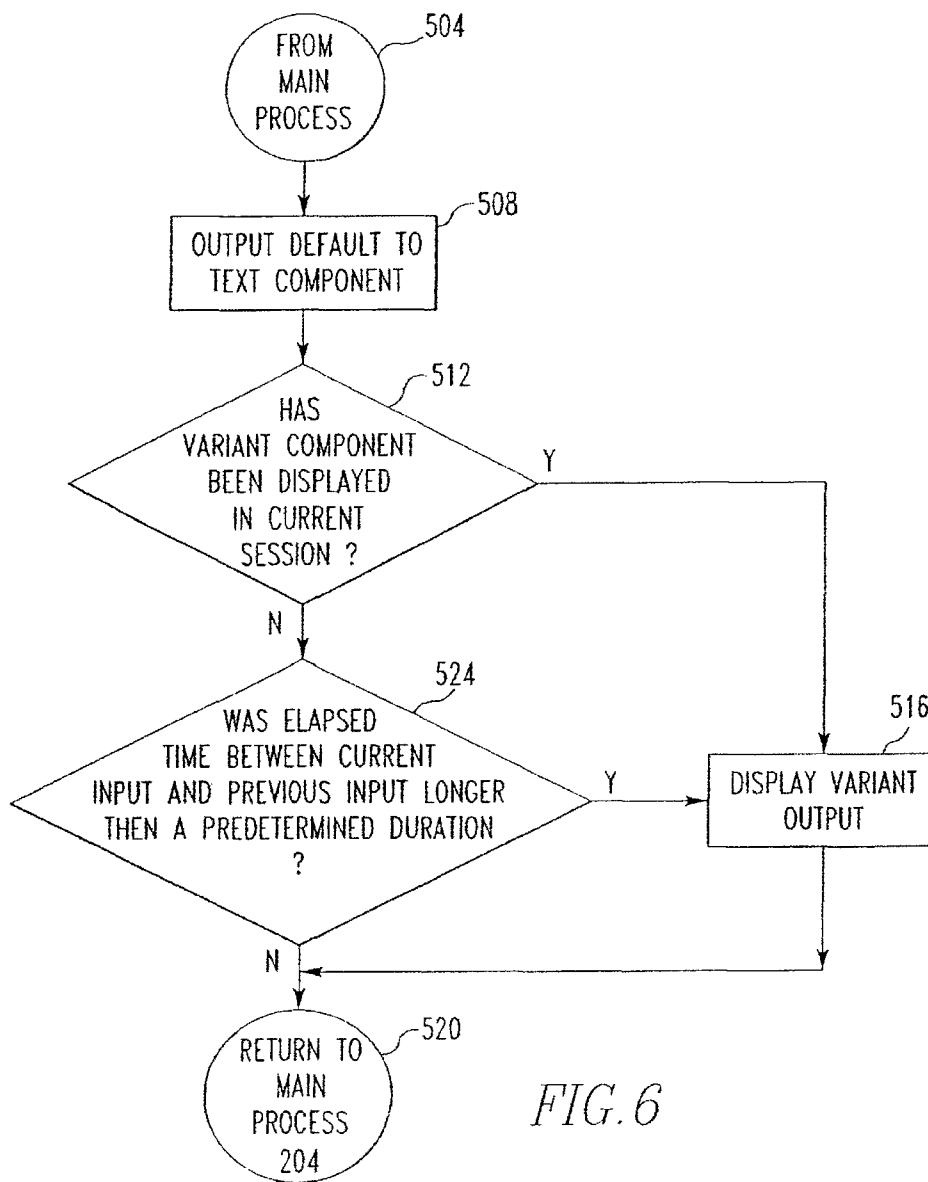 504
FROM
MAIN
PROCESS
508
OUTPUT DEFAULT TO
TEXT COMPONENT
512
HAS
VARIANT COMPONENT
BEEN DISPLAYED
IN CURRENT
SESSION ?
Y
N
524
WAS ELAPSED
TIME BETWEEN CURRENT
INPUT AND PREVIOUS INPUT LONGER
THEN A PREDETERMINED DURATION
?
Y
N
516
DISPLAY VARIANT
OUTPUT
520
RETURN TO
MAIN
PROCESS
204
FIG.6